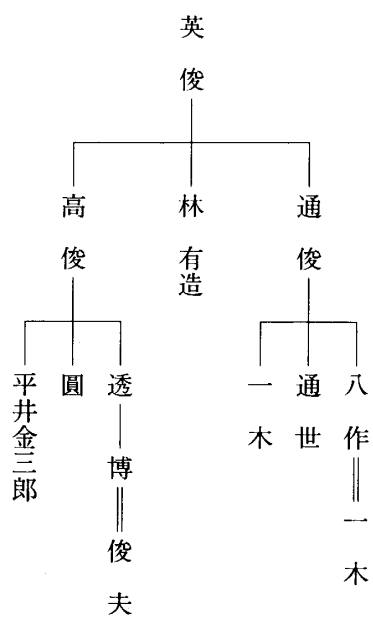 英俊
通俊
林有造
高俊
八作
一木
通世
一木
透
博
俊夫
圓
平井金三郎